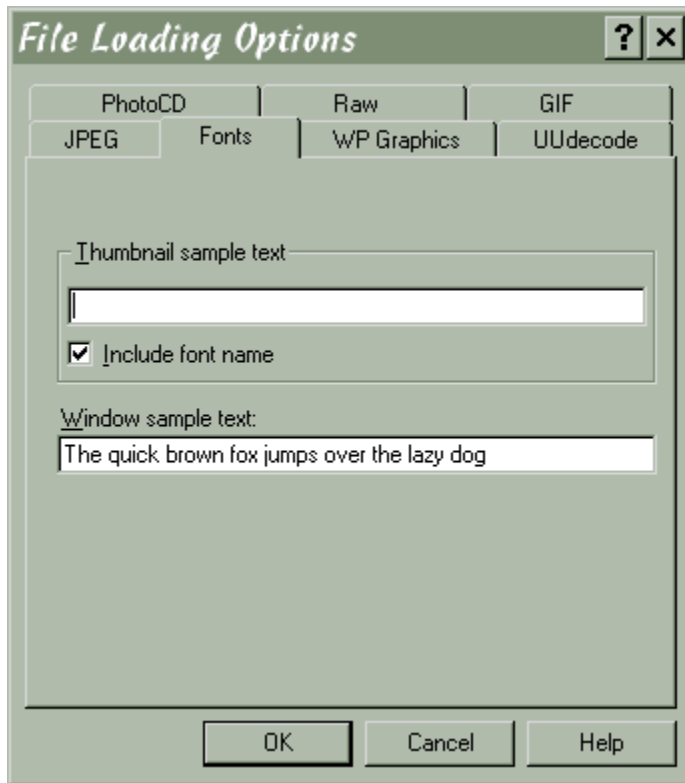 File Loading Options ? ×
PhotoCD Raw GIF
JPEG Fonts WP Graphics UUdecode
Thumbnail sample text
Include font name
Window sample text:
The quick brown fox jumps over the lazy dog
OK Cancel Help